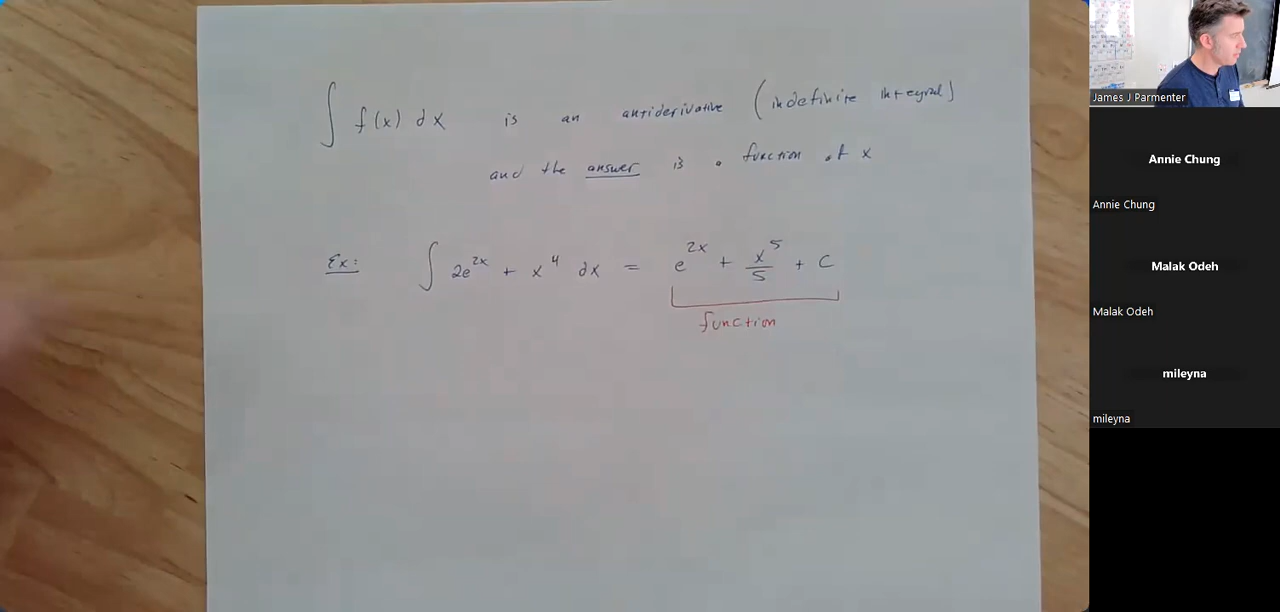 ∫ f(x) dx is an antiderivative (indefinite integral)
and the answer is a function of x
Ex: ∫ 2e^{2x} + x^4 dx = e^{2x} + x^5/5 + C
function
James J Parmenter
Annie Chung
Annie Chung
Malak Odeh
Malak Odeh
mileyna
mileyna